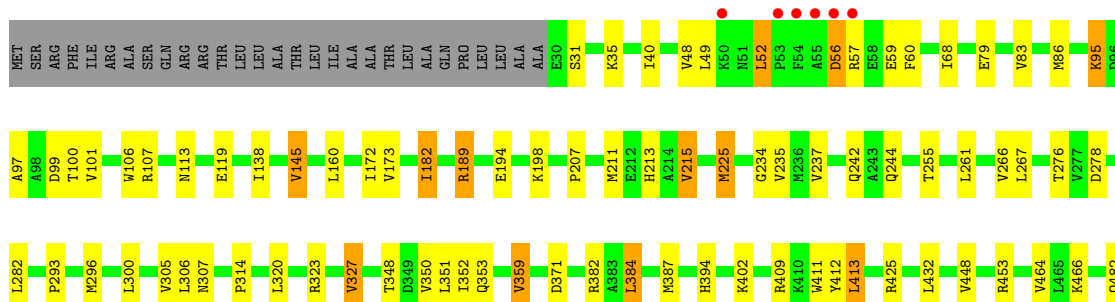 MET SER ARG PHE ILE ARG ALA SER GLN ARG ARG THR LEU LEU ALA THR LEU ILE ALA ALA THR LEU ALA GLN PRO LEU LEU ALA ALA E30 S31 K35 I40 V48 L49 K50 N51 L52 P53 F54 A55 D56 R57 E58 E59 F60 I68 E79 V83 M86 K95 D96
A97 A98 D99 T100 V101 W106 R107 N113 E119 I138 V145 L160 I172 V173 I182 R189 E194 K198 P207 M211 E212 H213 A214 V215 M225 G234 V235 M236 V237 Q242 A243 Q244 T255 L261 V266 L267 T276 V277 D278
L282 P293 M296 L300 V305 L306 N307 P314 L320 R323 V327 T348 D349 V350 L351 I352 Q353 V359 D371 R382 A383 L384 M387 H394 K402 R409 K410 W411 Y412 L413 R425 L432 V448 R453 V464 L465 K466